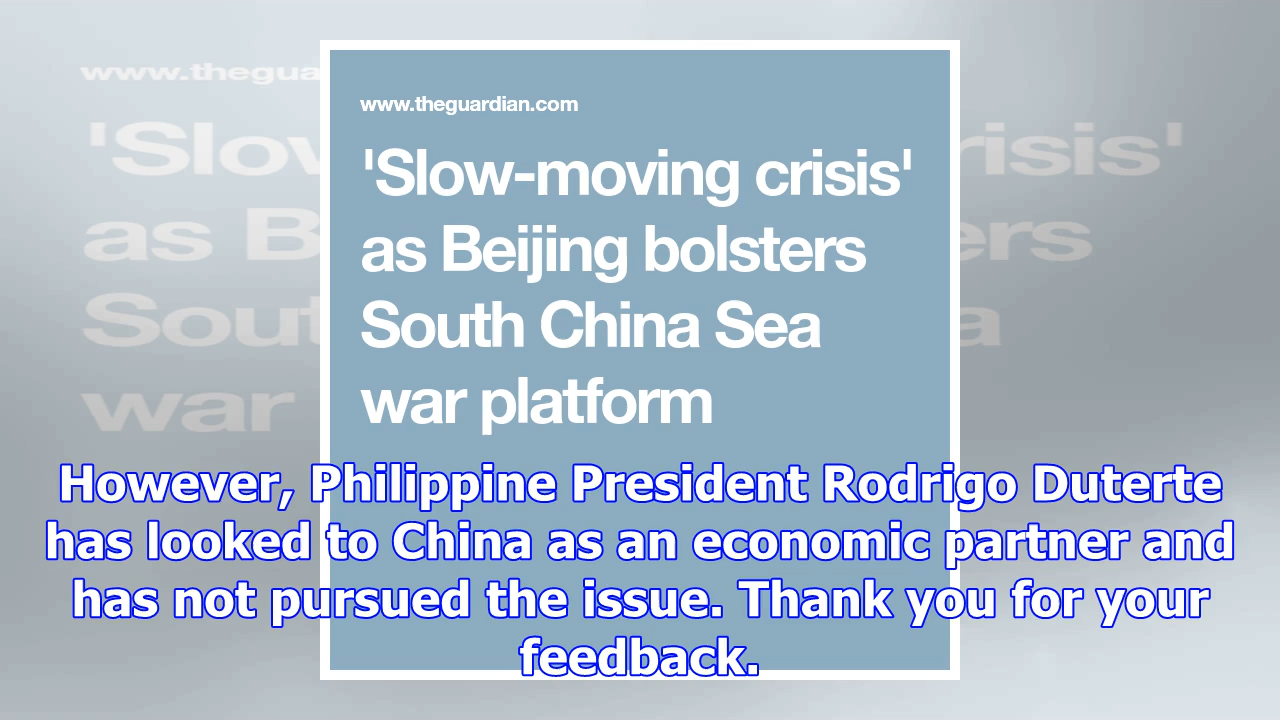 www.theguardian.com
'Slow-moving crisis'
as Beijing bolsters
South China Sea
war platform
However, Philippine President Rodrigo Duterte
has looked to China as an economic partner and
has not pursued the issue. Thank you for your
feedback.